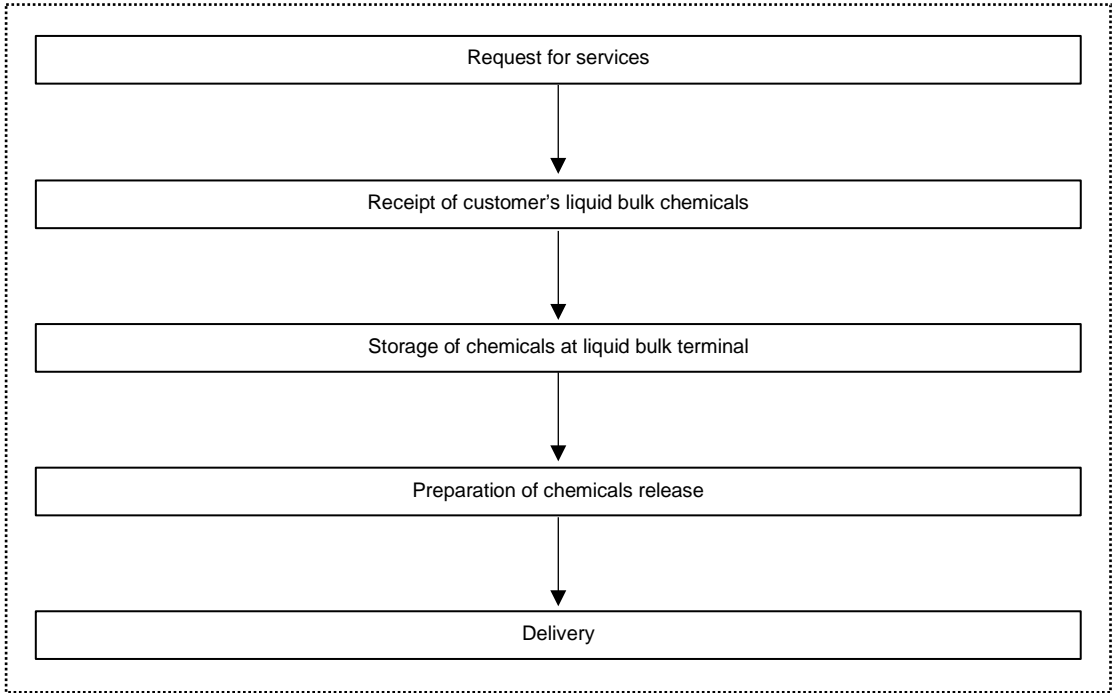 Request for services
Receipt of customer’s liquid bulk chemicals
Storage of chemicals at liquid bulk terminal
Preparation of chemicals release
Delivery